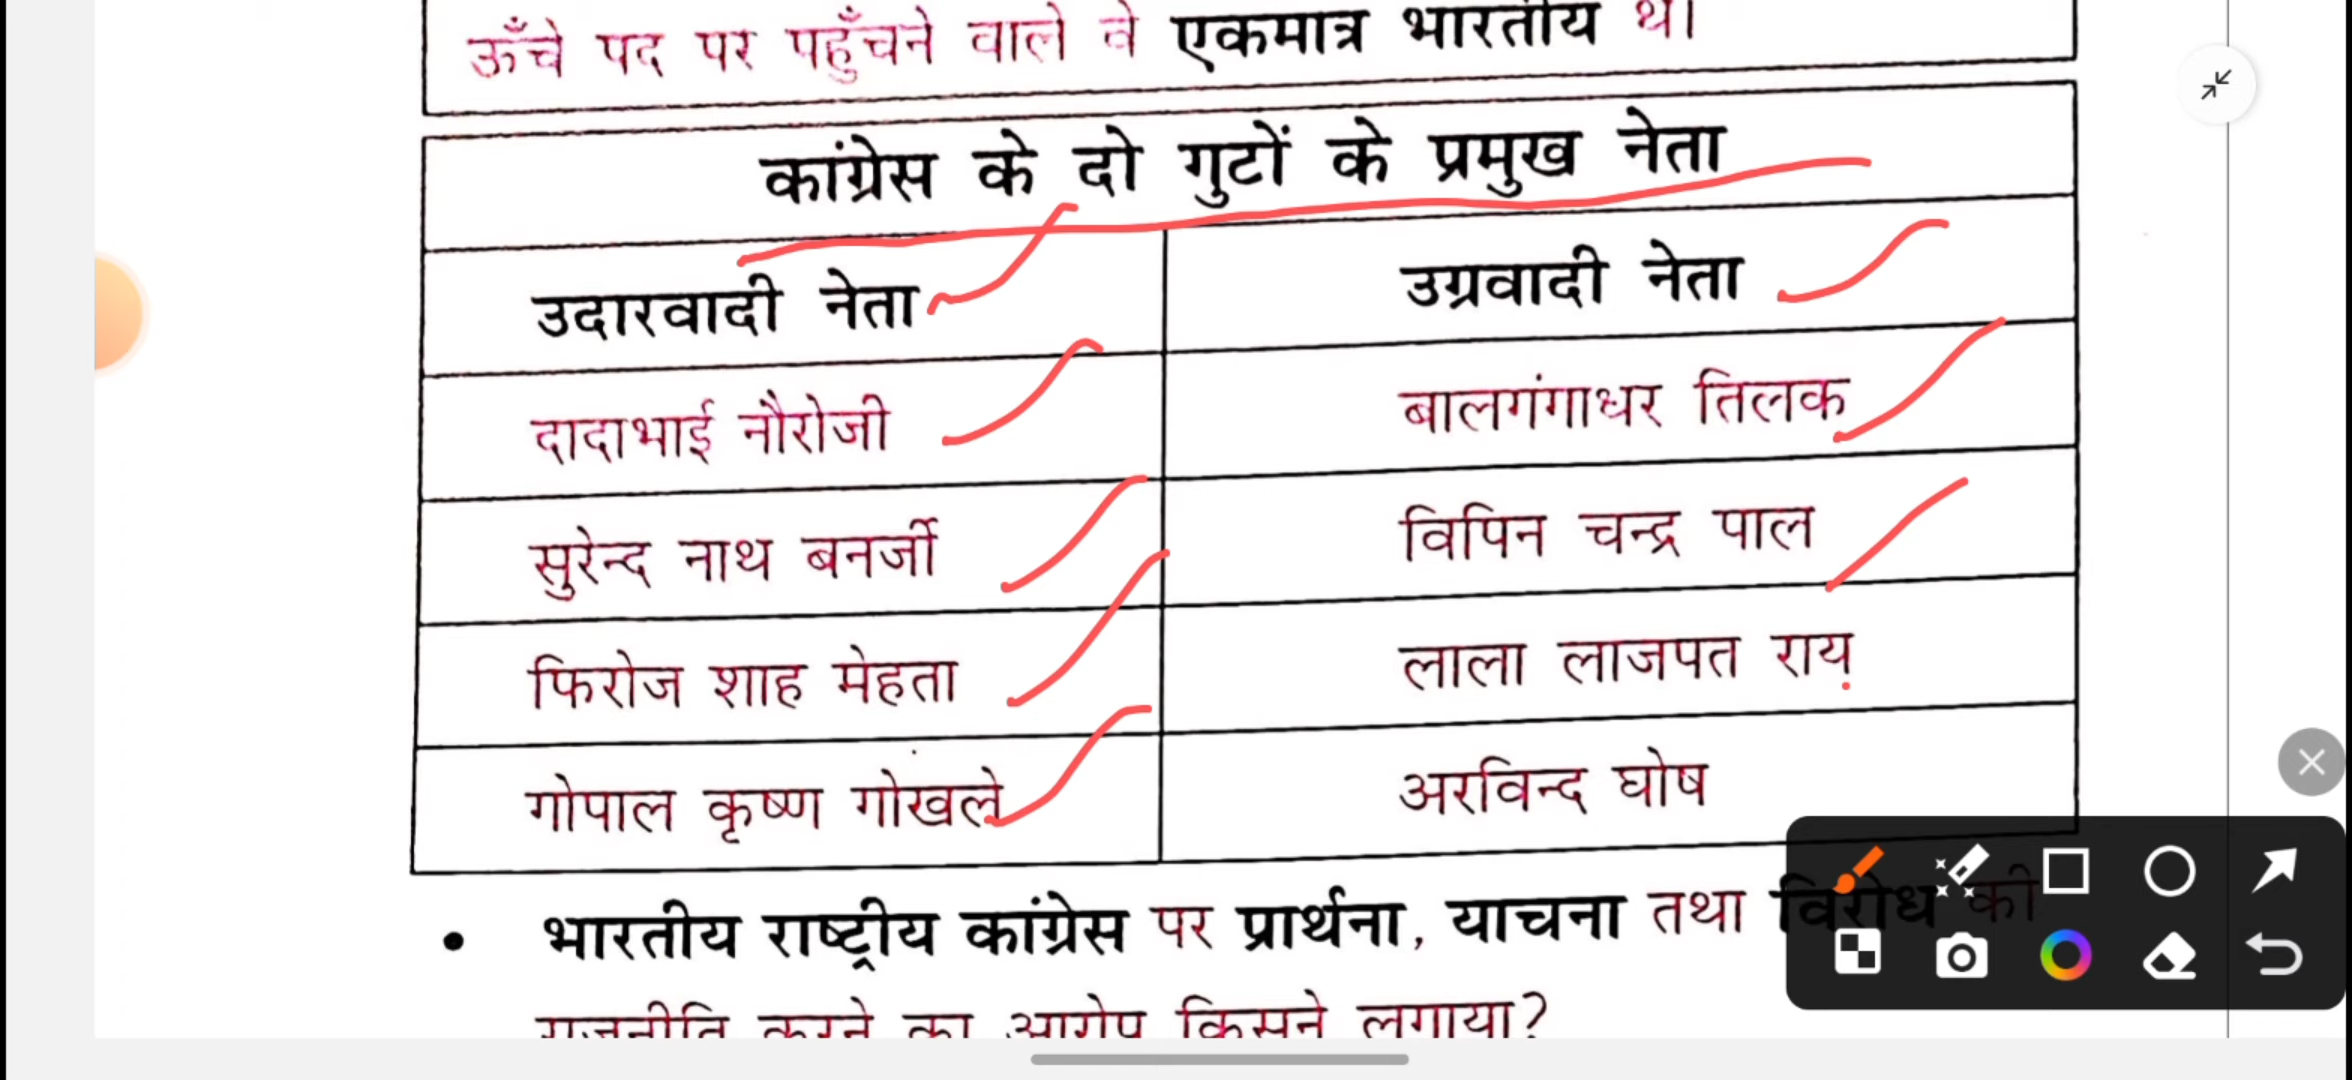 ऊँचे पद पर पहुँचने वाले वे एकमात्र भारतीय थे।
कांग्रेस के दो गुटों के प्रमुख नेता
उदारवादी नेता उग्रवादी नेता
दादाभाई नौरोजी बालगंगाधर तिलक
सुरेन्द नाथ बनर्जी विपिन चन्द्र पाल
फिरोज शाह मेहता लाला लाजपत राय
गोपाल कृष्ण गोखले अरविन्द घोष
• भारतीय राष्ट्रीय कांग्रेस पर प्रार्थना, याचना तथा विरोध की
राजनीति करने का आरोप किसने लगाया?